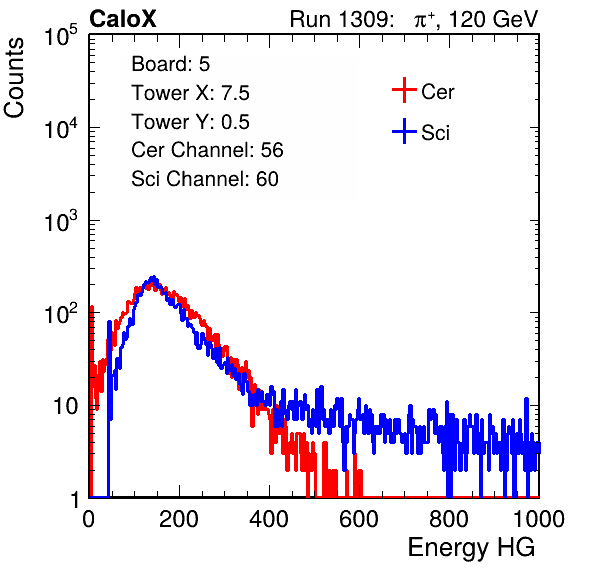 CaloX Run 1309: π⁺, 120 GeV
Counts
10⁵
10⁴
10³
10²
10
1
Board: 5
Tower X: 7.5
Tower Y: 0.5
Cer Channel: 56
Sci Channel: 60
Cer
Sci
0 200 400 600 800 1000
Energy HG